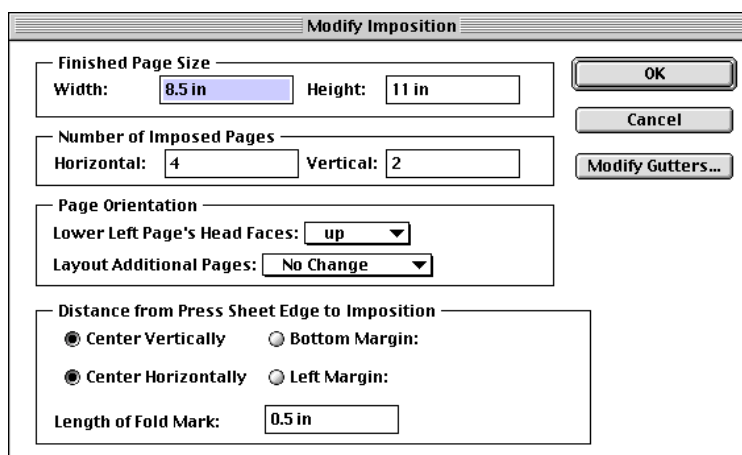 Modify Imposition
Finished Page Size
Width: 8.5 in Height: 11 in
OK
Cancel
Number of Imposed Pages
Horizontal: 4 Vertical: 2
Modify Gutters...
Page Orientation
Lower Left Page's Head Faces: up
Layout Additional Pages: No Change
Distance from Press Sheet Edge to Imposition
Center Vertically Bottom Margin:
Center Horizontally Left Margin:
Length of Fold Mark: 0.5 in